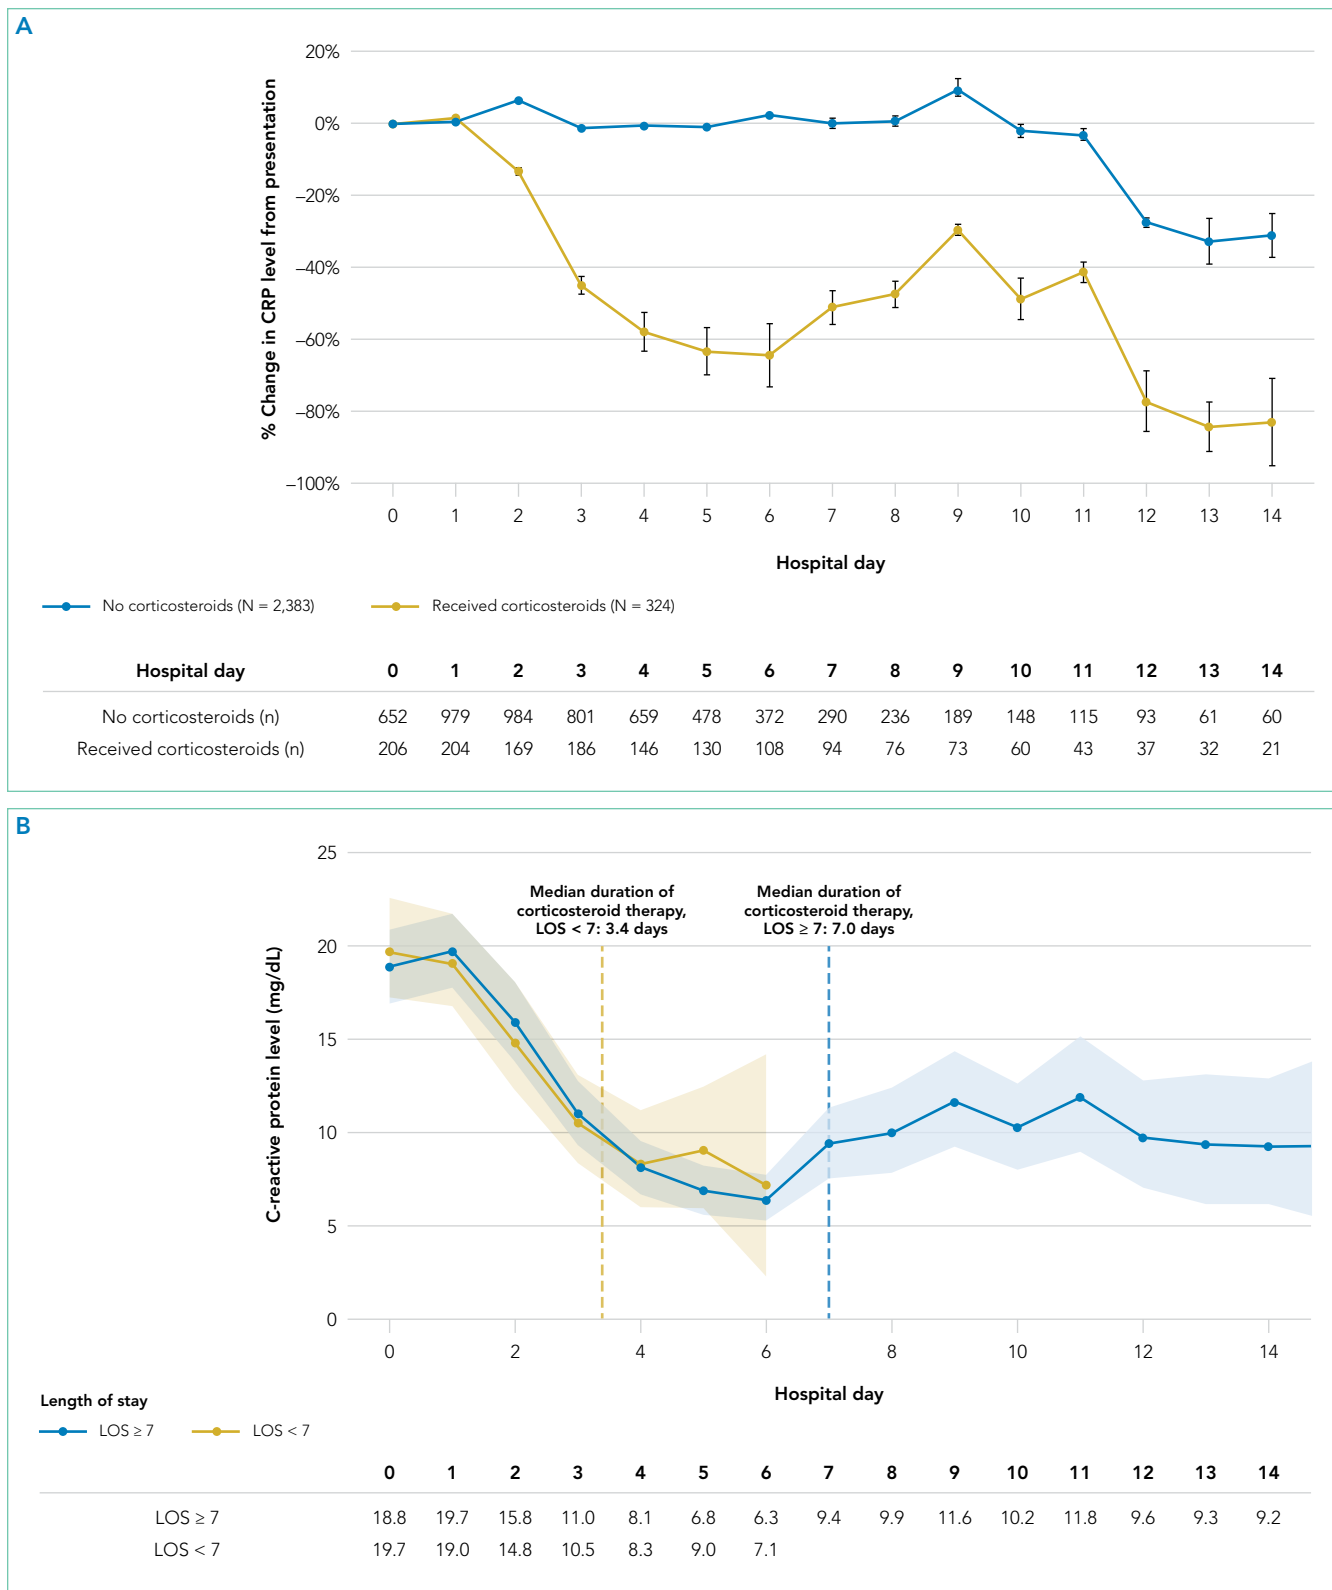 A
20%
0%
–20%
–40%
–60%
–80%
–100%
% Change in CRP level from presentation
0 1 2 3 4 5 6 7 8 9 10 11 12 13 14
Hospital day
No corticosteroids (N = 2,383) Received corticosteroids (N = 324)
Hospital day 0 1 2 3 4 5 6 7 8 9 10 11 12 13 14
No corticosteroids (n) 652 979 984 801 659 478 372 290 236 189 148 115 93 61 60
Received corticosteroids (n) 206 204 169 186 146 130 108 94 76 73 60 43 37 32 21
B
25
20
15
10
5
0
C-reactive protein level (mg/dL)
Median duration of
corticosteroid therapy,
LOS < 7: 3.4 days
Median duration of
corticosteroid therapy,
LOS ≥ 7: 7.0 days
0 2 4 6 8 10 12 14
Hospital day
Length of stay
LOS ≥ 7 LOS < 7
0 1 2 3 4 5 6 7 8 9 10 11 12 13 14
LOS ≥ 7 18.8 19.7 15.8 11.0 8.1 6.8 6.3 9.4 9.9 11.6 10.2 11.8 9.6 9.3 9.2
LOS < 7 19.7 19.0 14.8 10.5 8.3 9.0 7.1